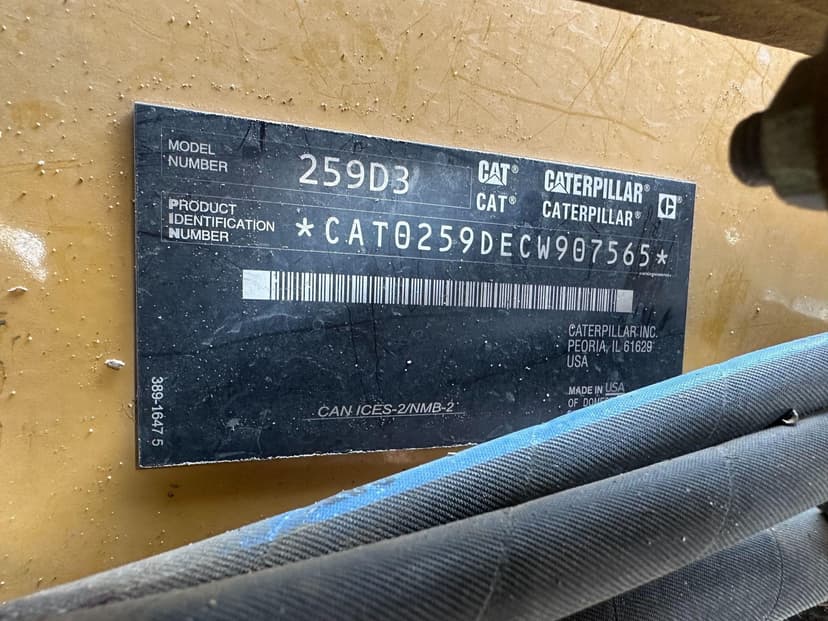 MODEL
NUMBER
259D3
CAT®
CATERPILLAR®
CAT®
CATERPILLAR®
PRODUCT
IDENTIFICATION
NUMBER
*CAT0259DECW907565*
CATERPILLAR INC.
PEORIA, IL 61629
USA
MADE IN USA
OF
389-1647 5
CAN ICES-2/NMB-2